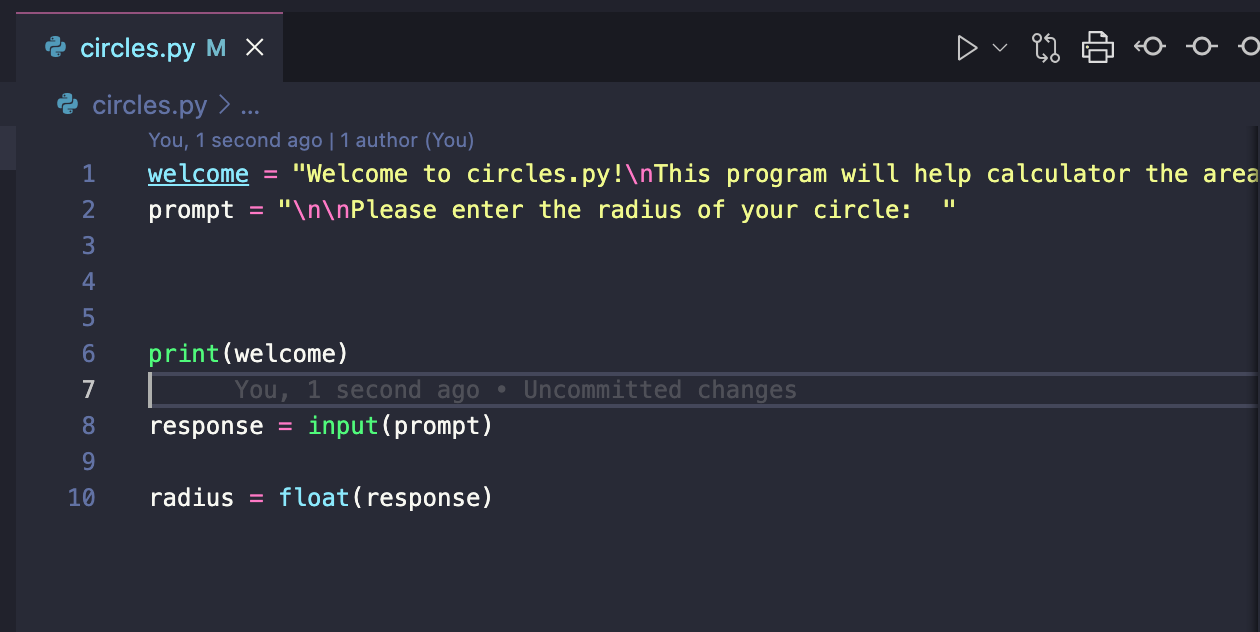 circles.py M
circles.py > ...
You, 1 second ago | 1 author (You)
1 welcome = "Welcome to circles.py!\nThis program will help calculator the area
2 prompt = "\n\nPlease enter the radius of your circle:  "
3
4
5
6 print(welcome)
7 You, 1 second ago • Uncommitted changes
8 response = input(prompt)
9
10 radius = float(response)